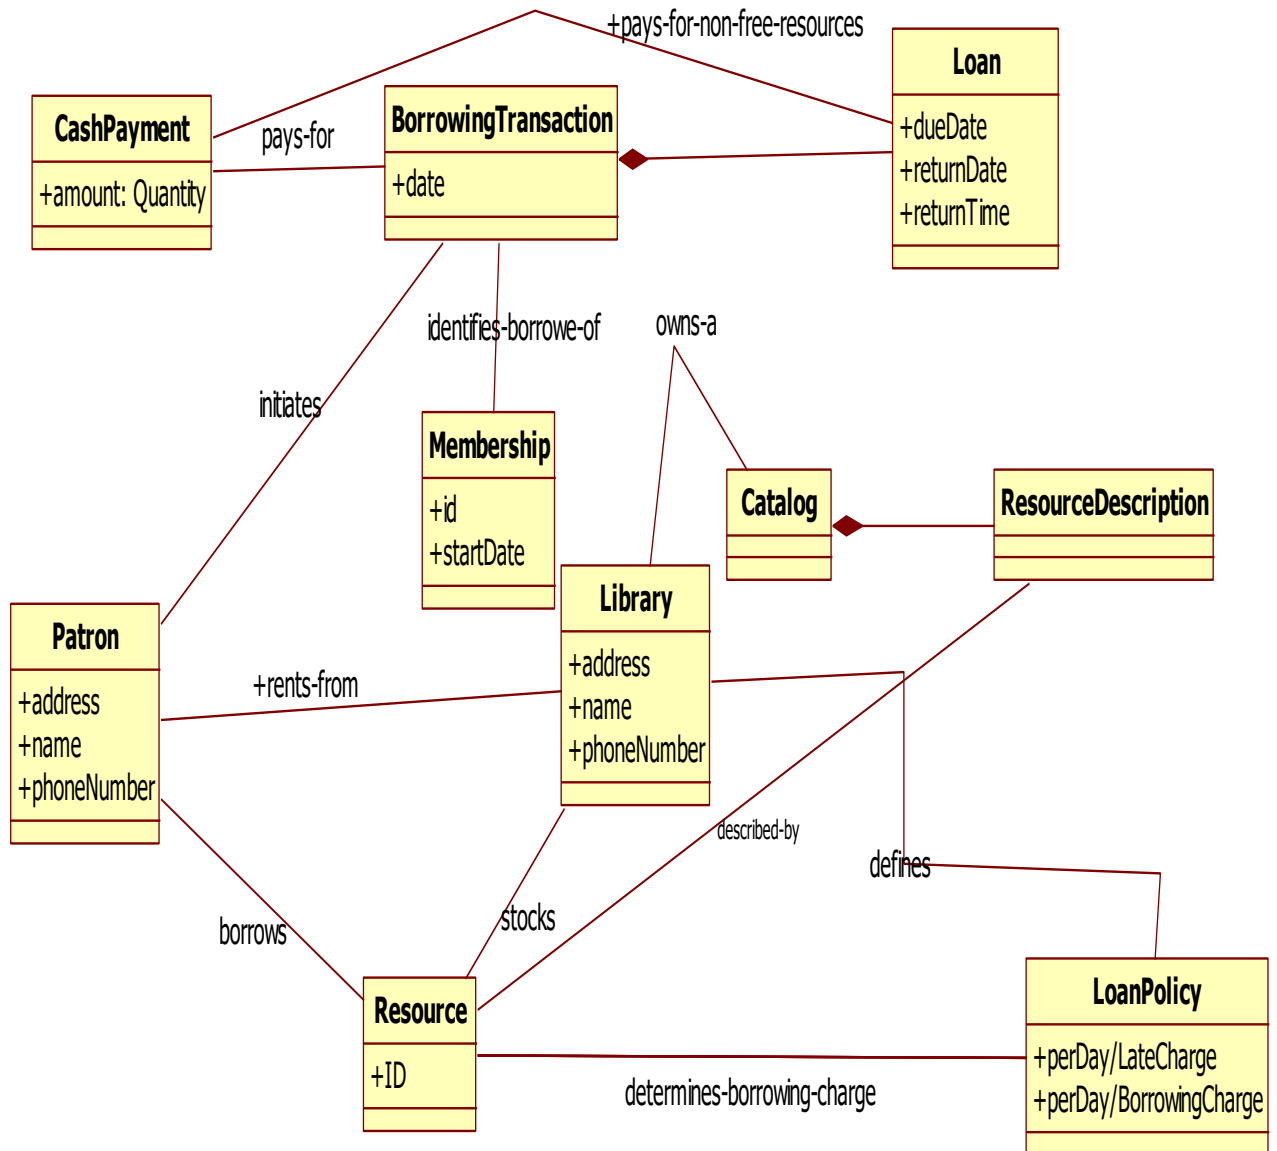 +pays-for-non-free-resources
Loan
+dueDate
+returnDate
+returnTime
CashPayment
+amount: Quantity
pays-for
BorrowingTransaction
+date
identifies-borrowe-of
owns-a
initiates
Membership
+id
+startDate
Catalog
ResourceDescription
Library
+address
+name
+phoneNumber
Patron
+address
+name
+phoneNumber
+rents-from
described-by
defines
borrows
stocks
Resource
+ID
LoanPolicy
+perDay/LateCharge
+perDay/BorrowingCharge
determines-borrowing-charge